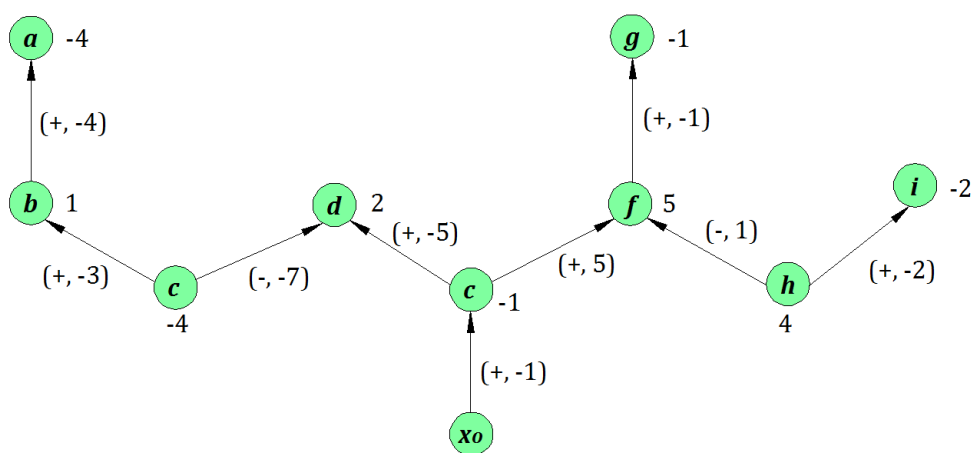 a -4
g -1
(+, -4)
(+, -1)
i -2
b 1
d 2
f 5
(+, -5)
(-, 1)
(+, -3)
(-, -7)
(+, 5)
(+, -2)
c -4
c -1
h 4
(+, -1)
xo